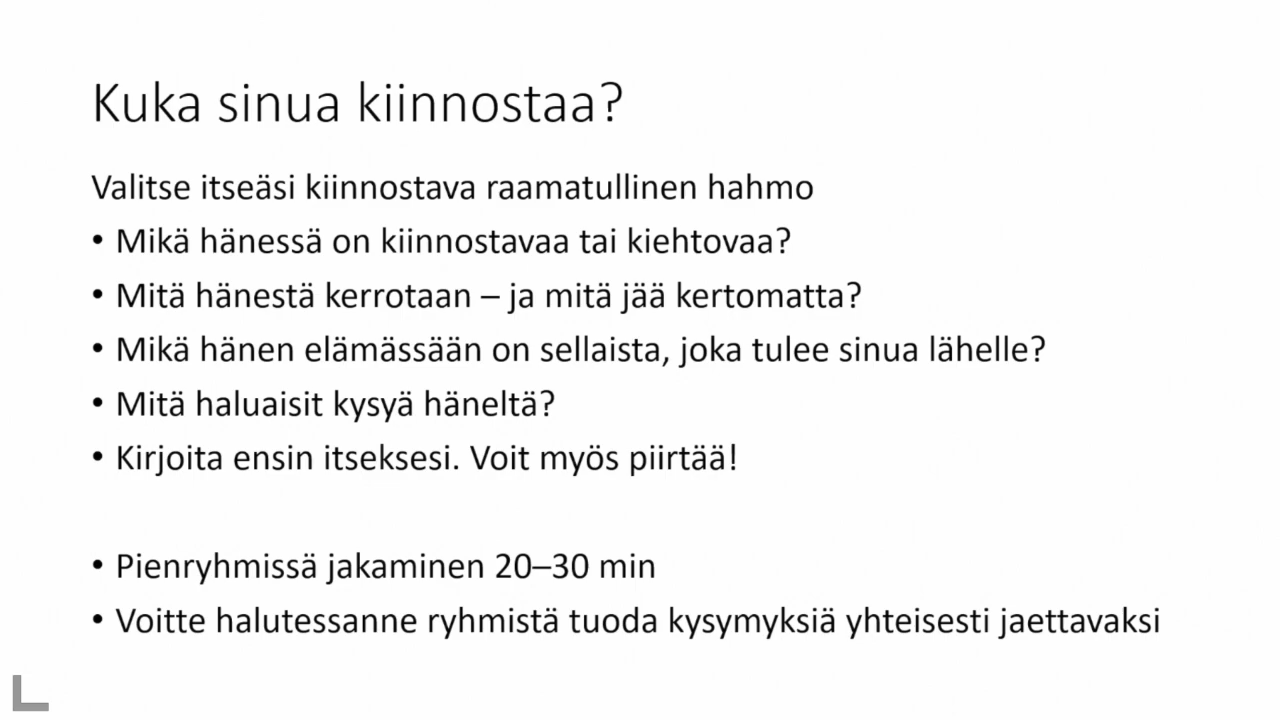 Kuka sinua kiinnostaa?
Valitse itseäsi kiinnostava raamatullinen hahmo
• Mikä hänessä on kiinnostavaa tai kiehtovaa?
• Mitä hänestä kerrotaan – ja mitä jää kertomatta?
• Mikä hänen elämässään on sellaista, joka tulee sinua lähelle?
• Mitä haluaisit kysyä häneltä?
• Kirjoita ensin itseksesi. Voit myös piirtää!
• Pienryhmissä jakaminen 20–30 min
• Voitte halutessanne ryhmistä tuoda kysymyksiä yhteisesti jaettavaksi